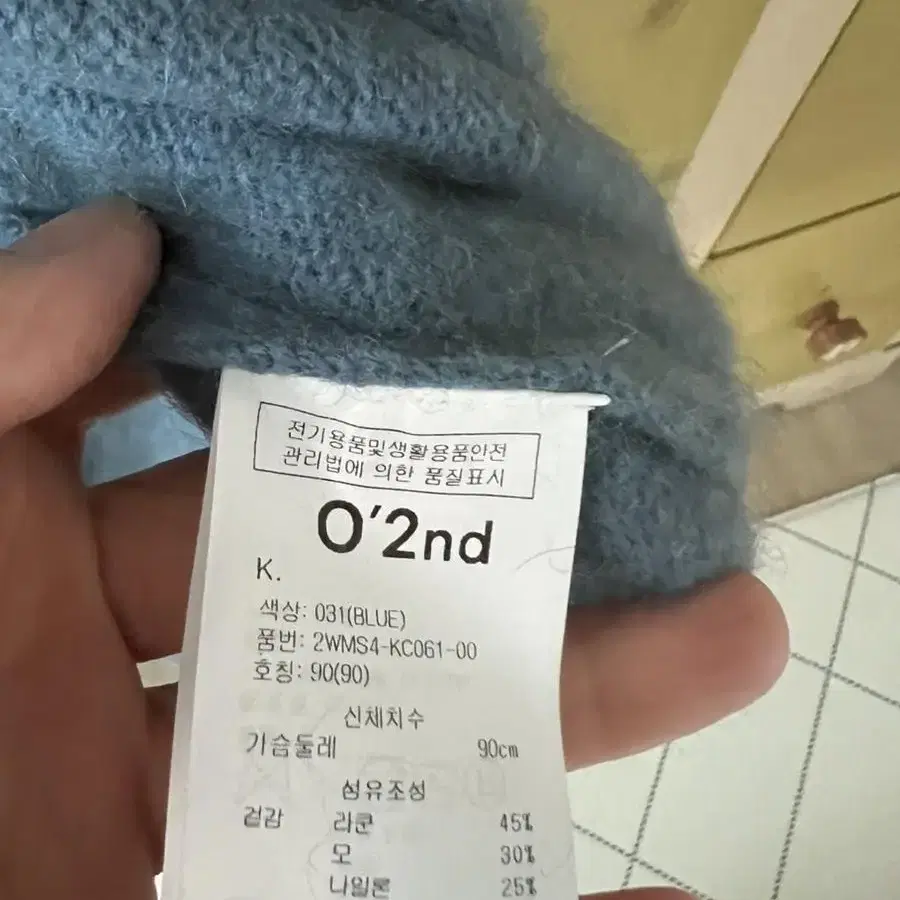 전기용품및생활용품안전
관리법에 의한 품질표시
O'2nd
K.
색상: 031(BLUE)
품번: 2WMS4-KC061-00
호칭: 90(90)
신체치수
가슴둘레 90cm
섬유조성
겉감 라쿤 45%
모 30%
나일론 25%